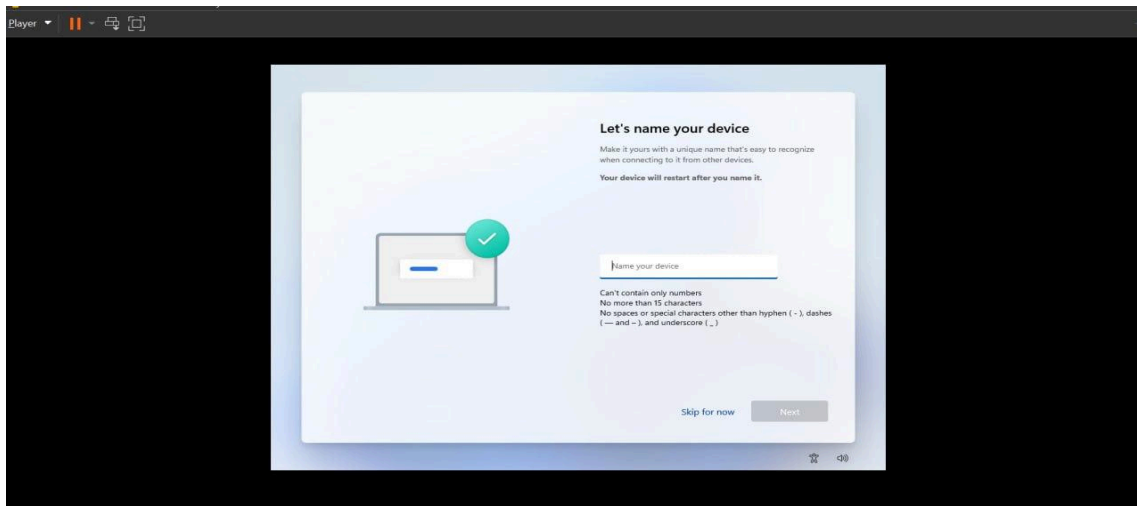 Player
Let's name your device
Make it yours with a unique name that's easy to recognize
when connecting to it from other devices.
Your device will restart after you name it.
Name your device
Can't contain only numbers
No more than 15 characters
No spaces or special characters other than hyphen ( - ), dashes
( — and – ), and underscore ( _ )
Skip for now
Next